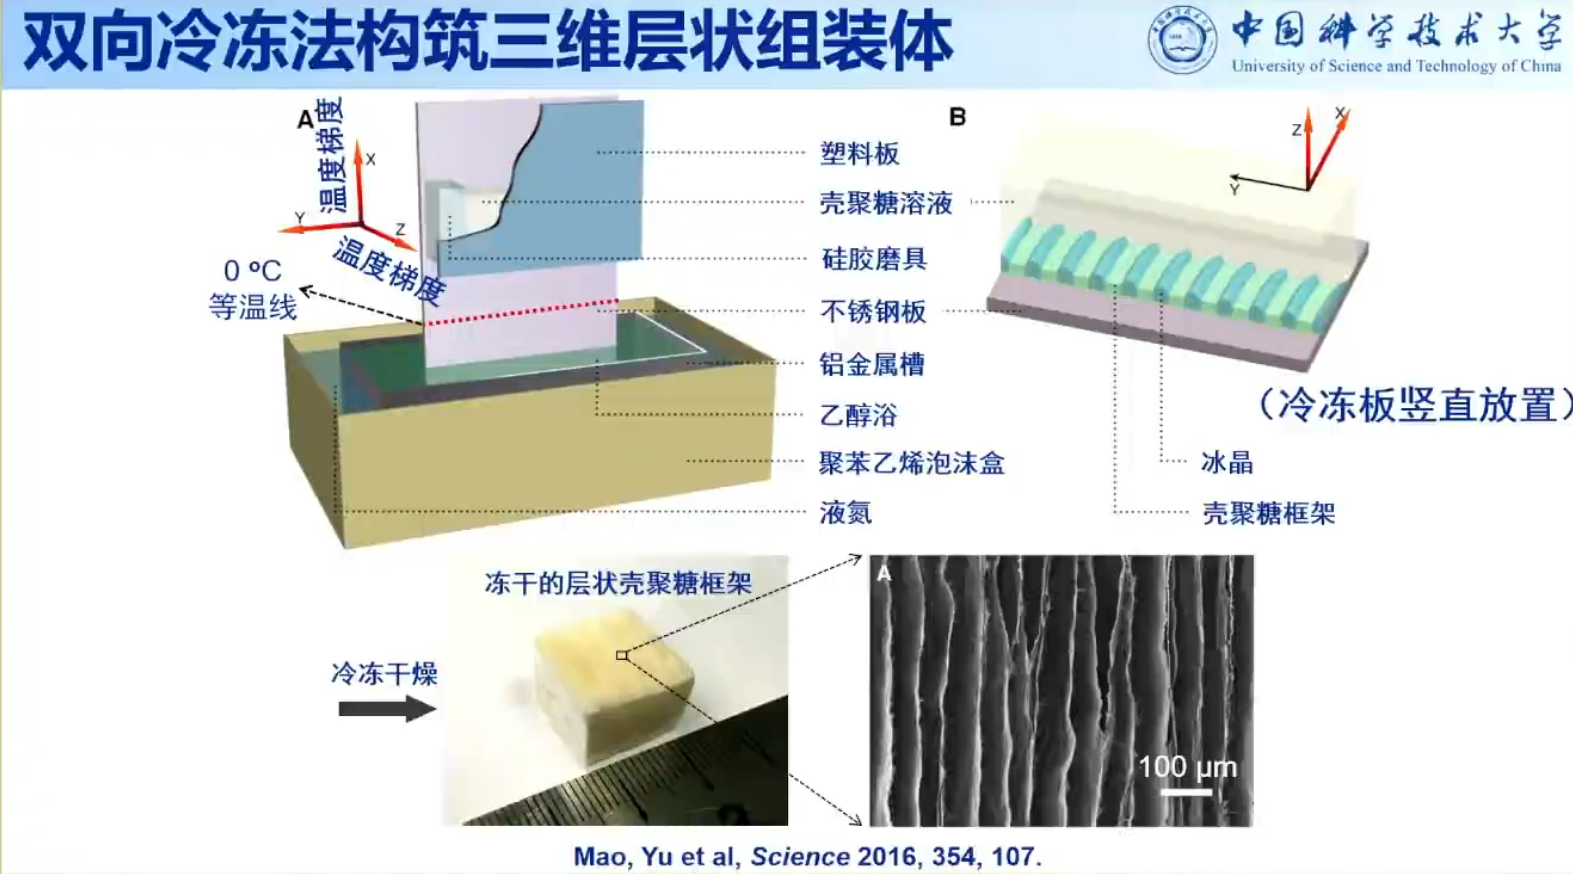 双向冷冻法构筑三维层状组装体
中国科学技术大学
University of Science and Technology of China
A
温度梯度
X
Y
Z
温度梯度
0 ºC
等温线
塑料板
壳聚糖溶液
硅胶磨具
不锈钢板
铝金属槽
乙醇浴
聚苯乙烯泡沫盒
液氮
B
Z
X
Y
(冷冻板竖直放置)
冰晶
壳聚糖框架
冷冻干燥
冻干的层状壳聚糖框架
A
100 μm
Mao, Yu et al, Science 2016, 354, 107.